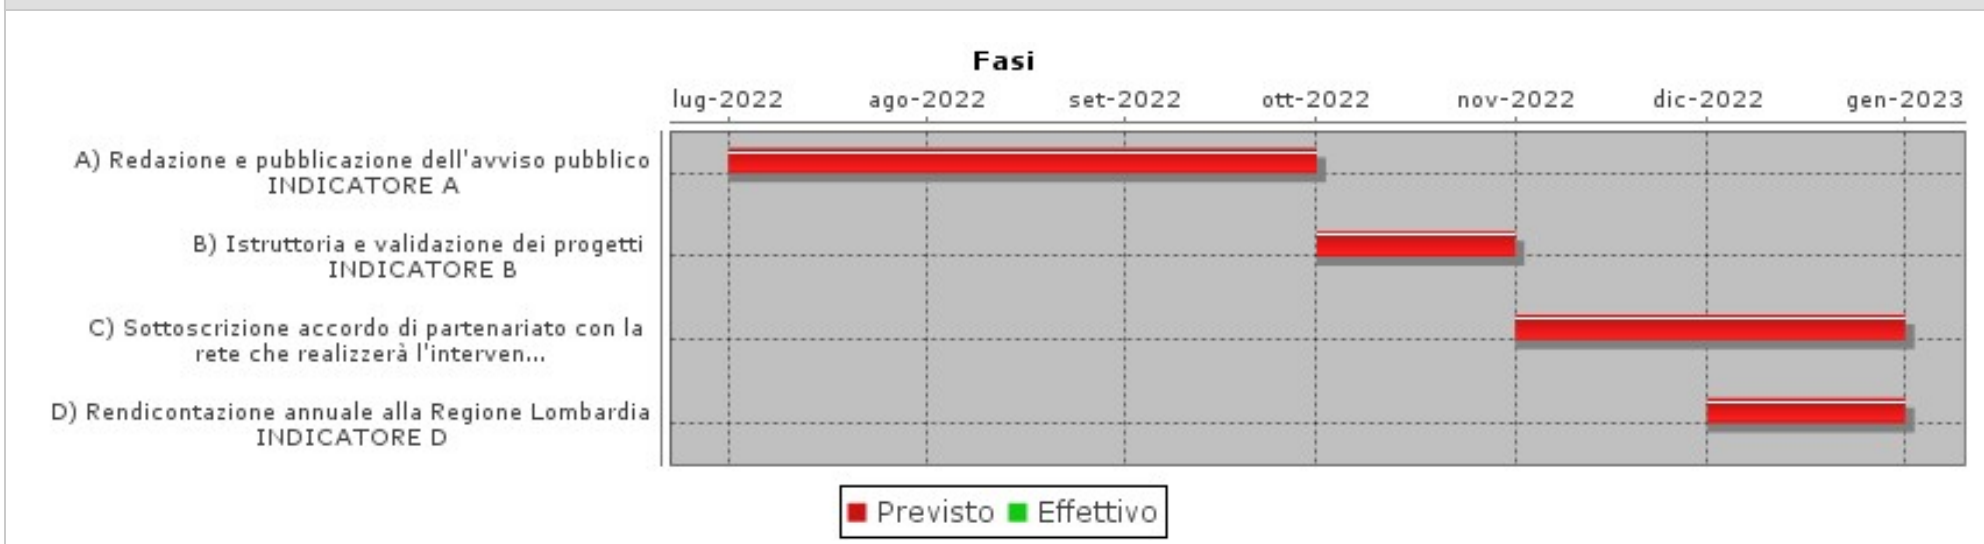 Fasi
lug-2022 ago-2022 set-2022 ott-2022 nov-2022 dic-2022 gen-2023
A) Redazione e pubblicazione dell'avviso pubblico
INDICATORE A
B) Istruttoria e validazione dei progetti
INDICATORE B
C) Sottoscrizione accordo di partenariato con la
rete che realizzerà l'interven...
D) Rendicontazione annuale alla Regione Lombardia
INDICATORE D
Previsto Effettivo